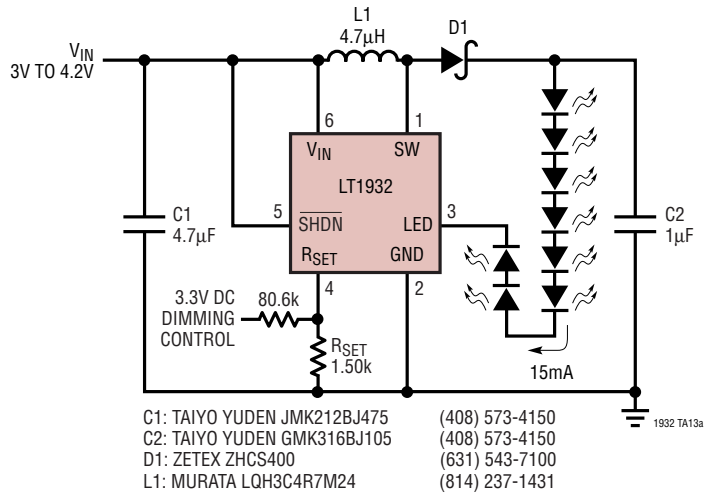 L1
4.7µH
D1
VIN
3V TO 4.2V
6
1
VIN
SW
LT1932
C1
4.7µF
5
SHDN
LED
3
C2
1µF
RSET
GND
4
2
3.3V DC
DIMMING
CONTROL
80.6k
RSET
1.50k
15mA
C1: TAIYO YUDEN JMK212BJ475 (408) 573-4150
C2: TAIYO YUDEN GMK316BJ105 (408) 573-4150
D1: ZETEX ZHCS400 (631) 543-7100
L1: MURATA LQH3C4R7M24 (814) 237-1431
1932 TA13a